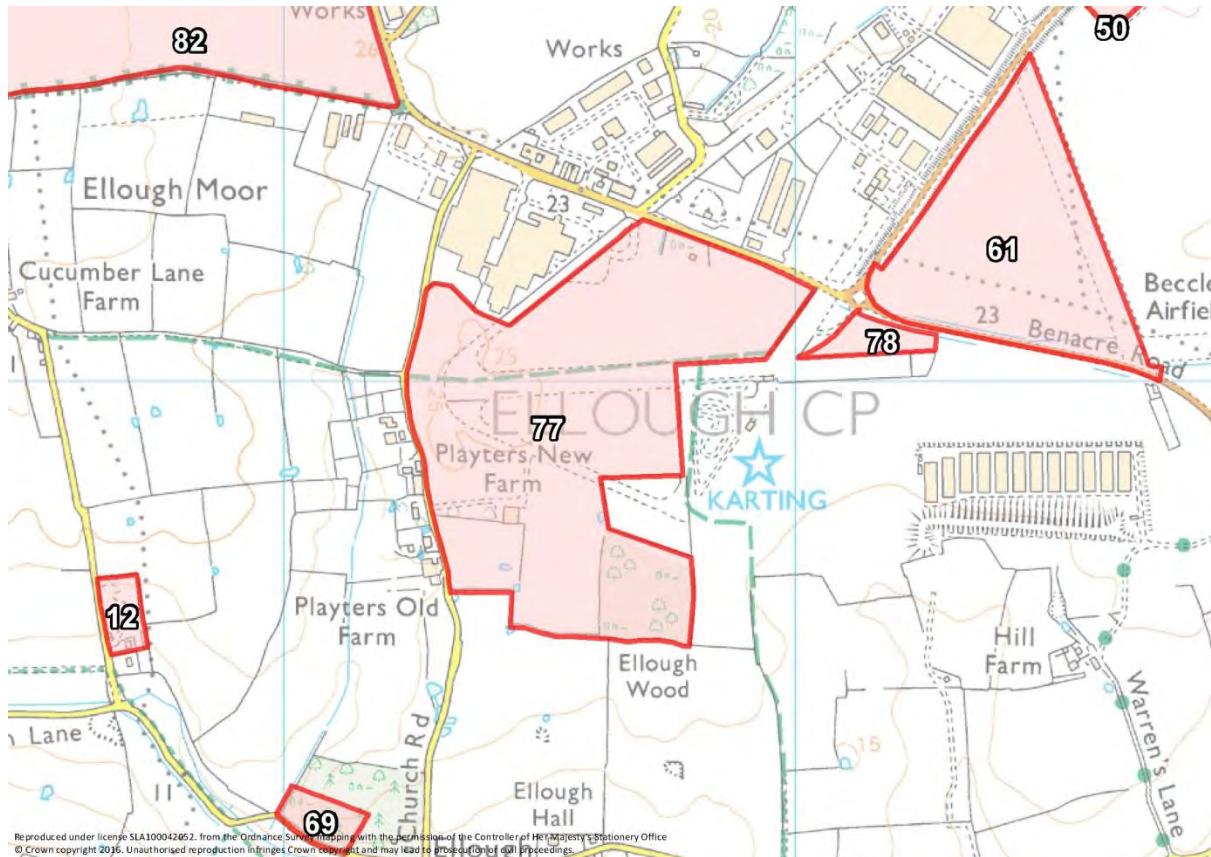 82
Works
26
Works
20
50
Ellough Moor
23
61
Cucumber Lane
Farm
Beccle
Airfiel
23
Benacre Road
78
25
ELLOUGH CP
77
Playters New
Farm
KARTING
12
Playters Old
Farm
Hill
Farm
Ellough
Wood
Warren's Lane
n Lane
15
11
Church Rd
Ellough
Hall
69
Ellough
Reproduced under license SLA100042052. from the Ordnance Survey mapping with the permission of the Controller of Her Majesty's Stationery Office
© Crown copyright 2016. Unauthorised reproduction infringes Crown copyright and may lead to prosecution of civil proceedings.